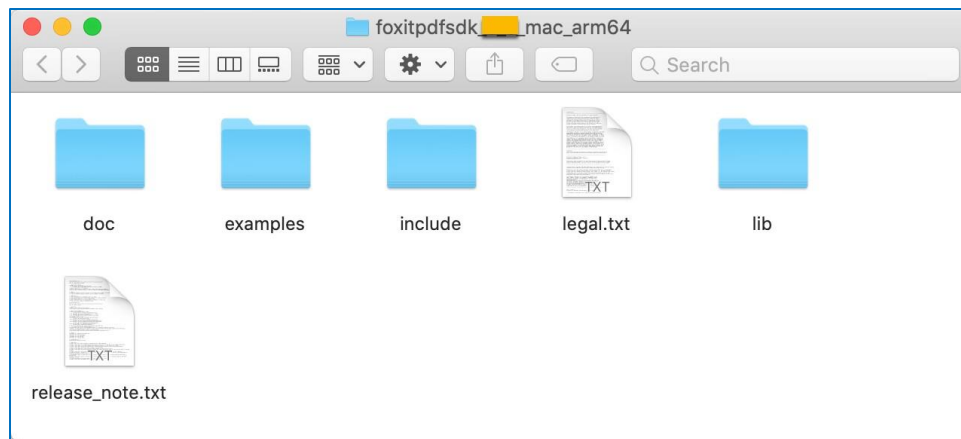 foxitpdfsdk_ _mac_arm64
Search
TXT
doc
examples
include
legal.txt
lib
TXT
release_note.txt